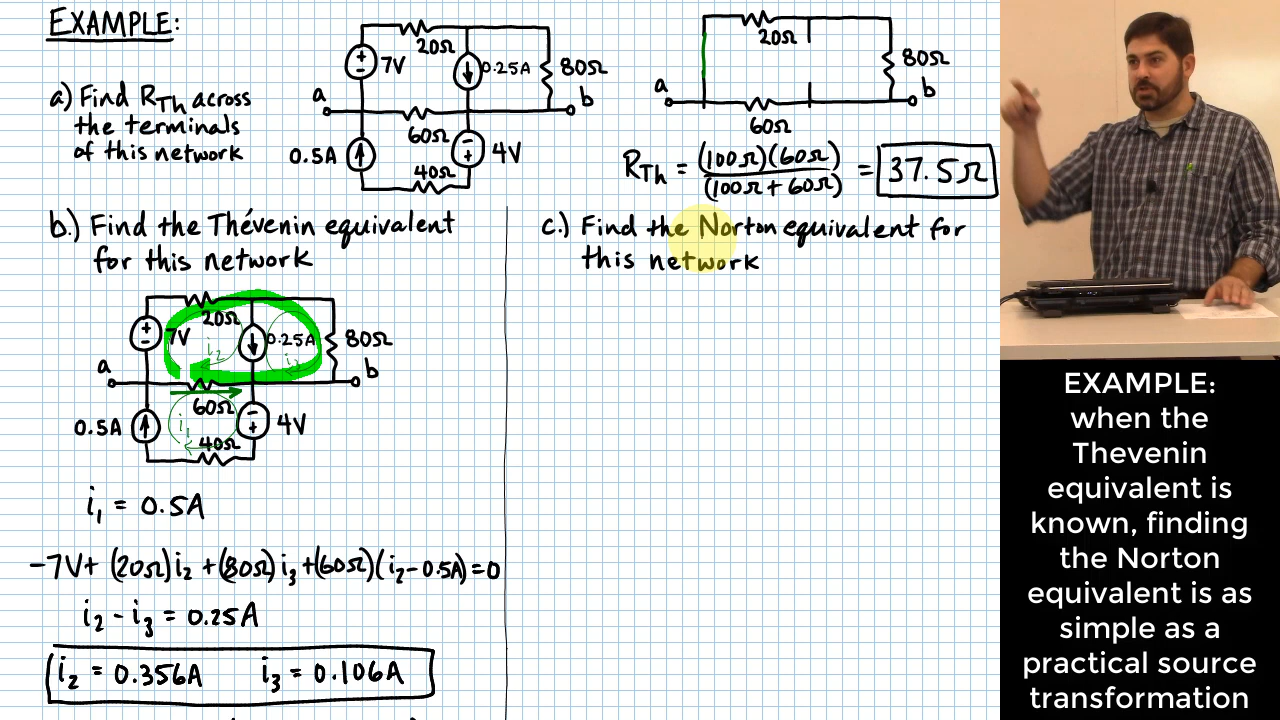 EXAMPLE:
a) Find RTh across
the terminals
of this network
7V
20Ω
0.25A
80Ω
a
b
60Ω
0.5A
4V
40Ω
20Ω
80Ω
a
b
60Ω
RTh = (100Ω)(60Ω) / (100Ω + 60Ω) = 37.5Ω
b.) Find the Thévenin equivalent
for this network
20Ω
7V
i2
0.25A
80Ω
a
b
60Ω
0.5A
i1
4V
40Ω
i1 = 0.5A
-7V + (20Ω)i2 + (80Ω)i3 + (60Ω)(i2 - 0.5A) = 0
i2 - i3 = 0.25A
i2 = 0.356A i3 = 0.106A
c.) Find the Norton equivalent for
this network
EXAMPLE:
when the
Thevenin
equivalent is
known, finding
the Norton
equivalent is as
simple as a
practical source
transformation